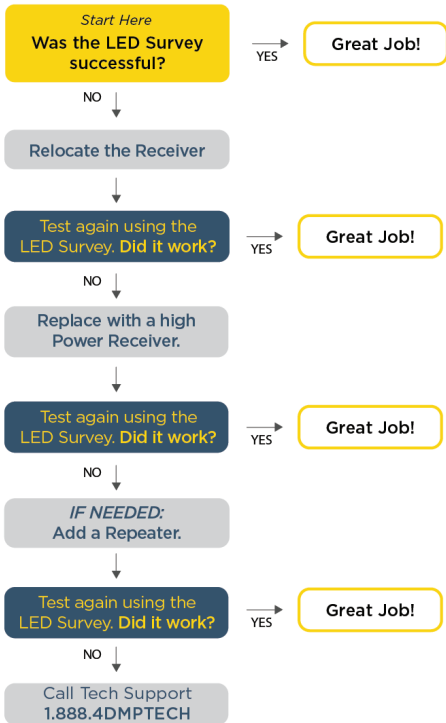 Start Here
Was the LED Survey
successful?
YES
Great Job!
NO
Relocate the Receiver
Test again using the
LED Survey. Did it work?
YES
Great Job!
NO
Replace with a high
Power Receiver.
Test again using the
LED Survey. Did it work?
YES
Great Job!
NO
IF NEEDED:
Add a Repeater.
Test again using the
LED Survey. Did it work?
YES
Great Job!
NO
Call Tech Support
1.888.4DMPTECH